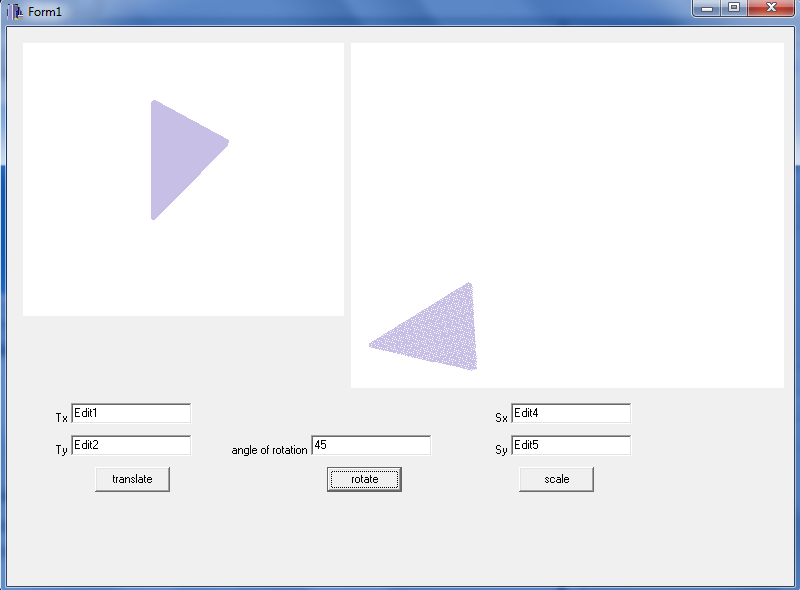 Form1
Tx Edit1
Sx Edit4
Ty Edit2
angle of rotation 45
Sy Edit5
translate
rotate
scale